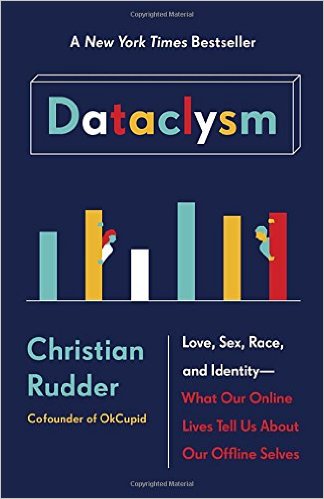 A New York Times Bestseller
Dataclysm
Christian
Rudder
Cofounder of OkCupid
Love, Sex, Race,
and Identity—
What Our Online
Lives Tell Us About
Our Offline Selves